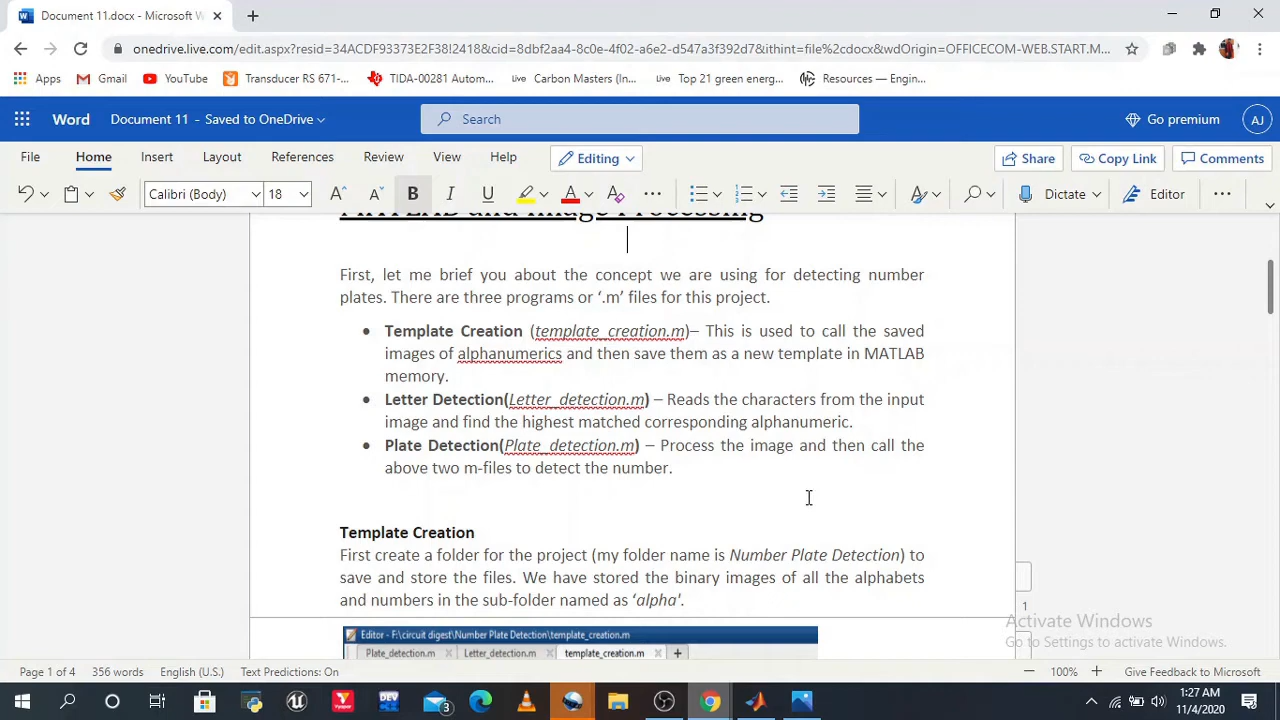 Document 11.docx - Microsoft W
onedrive.live.com/edit.aspx?resid=34ACDF93373E2F38!2418&cid=8dbf2aa4-8c0e-4f02-a6e2-d547a3f392d7&ithint=file%2cdocx&wdOrigin=OFFICECOM-WEB.START.M...
Apps Gmail YouTube Transducer RS 671-... TIDA-00281 Autom... Live Carbon Masters (In... Live Top 21 green energ... Resources — Engin...
Word Document 11 - Saved to OneDrive Search Go premium AJ
File Home Insert Layout References Review View Help Editing Share Copy Link Comments
Calibri (Body) 18 A A B I U A A Dictate Editor
MATLAB and Image Processing
First, let me brief you about the concept we are using for detecting number
plates. There are three programs or ‘.m’ files for this project.
• Template Creation (template_creation.m)– This is used to call the saved
images of alphanumerics and then save them as a new template in MATLAB
memory.
• Letter Detection(Letter_detection.m) – Reads the characters from the input
image and find the highest matched corresponding alphanumeric.
• Plate Detection(Plate_detection.m) – Process the image and then call the
above two m-files to detect the number.
Template Creation
First create a folder for the project (my folder name is Number Plate Detection) to
save and store the files. We have stored the binary images of all the alphabets
and numbers in the sub-folder named as ‘alpha'.
1
Editor - F:\circuit digest\Number Plate Detection\template_creation.m
Plate_detection.m Letter_detection.m template_creation.m
Activate Windows
Go to Settings to activate Windows.
Page 1 of 4 356 words English (U.S.) Text Predictions: On 100% Give Feedback to Microsoft
DEV 3 1:27 AM
11/4/2020